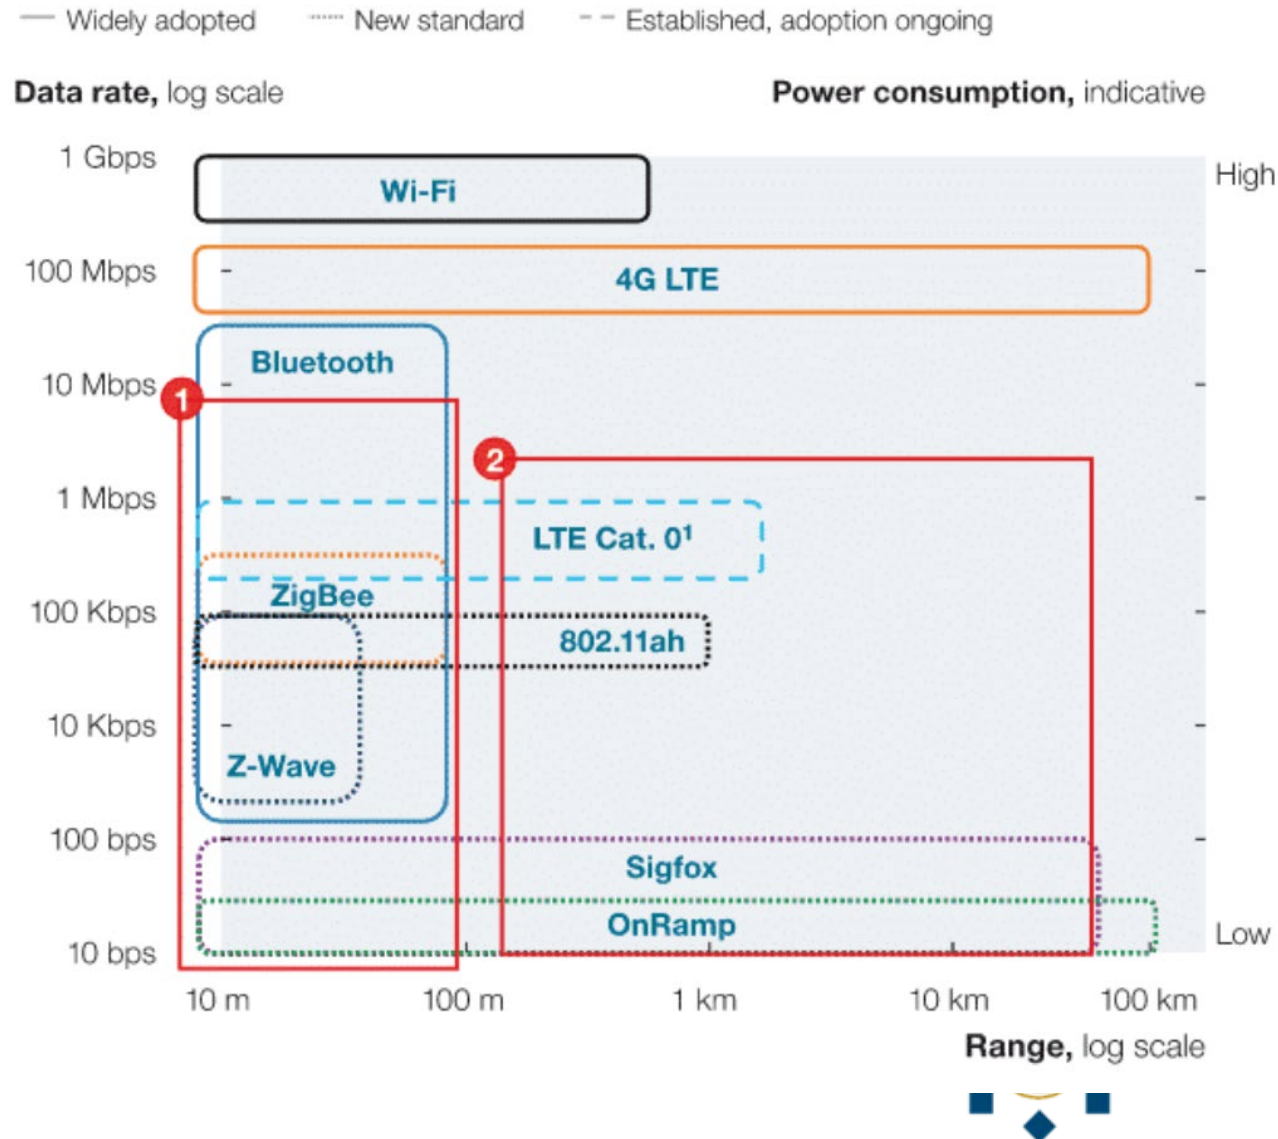 Widely adopted New standard Established, adoption ongoing
Data rate, log scale Power consumption, indicative
1 Gbps
High
Wi-Fi
100 Mbps
4G LTE
Bluetooth
10 Mbps
1
2
1 Mbps
LTE Cat. 0¹
ZigBee
100 Kbps
802.11ah
10 Kbps
Z-Wave
100 bps
Sigfox
OnRamp
Low
10 bps
10 m 100 m 1 km 10 km 100 km
Range, log scale